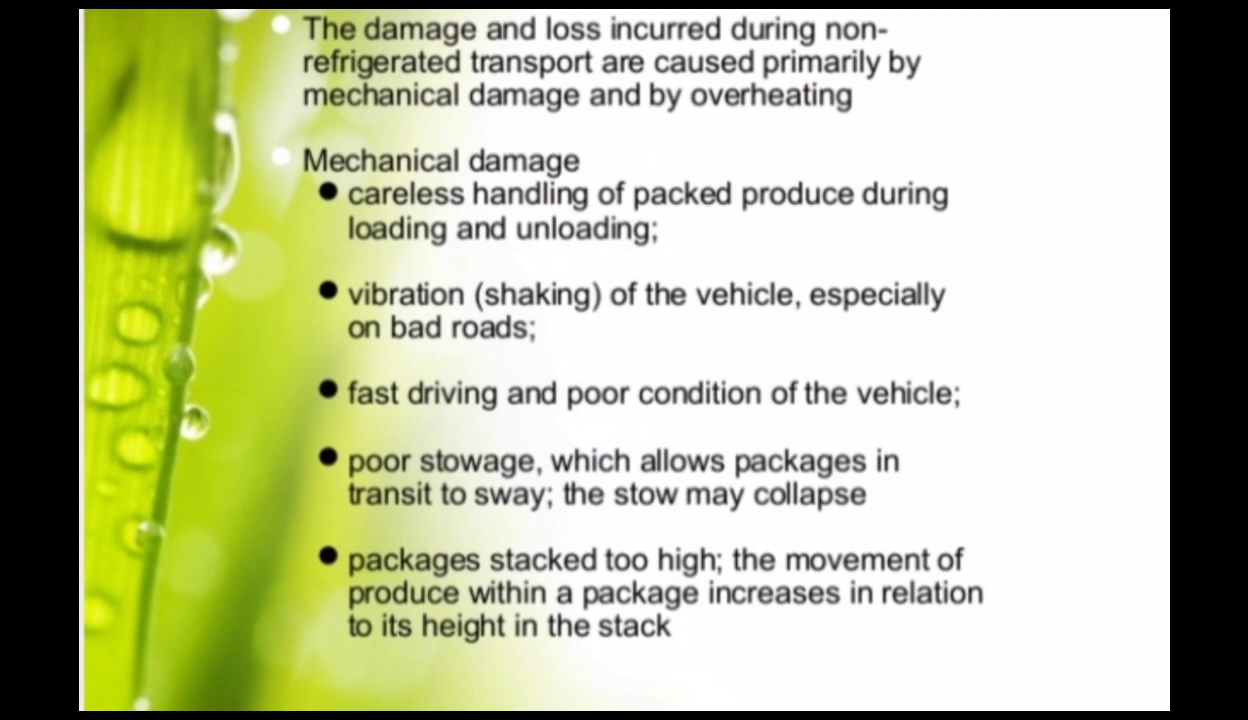 The damage and loss incurred during non-
refrigerated transport are caused primarily by
mechanical damage and by overheating
Mechanical damage
careless handling of packed produce during
loading and unloading;
vibration (shaking) of the vehicle, especially
on bad roads;
fast driving and poor condition of the vehicle;
poor stowage, which allows packages in
transit to sway; the stow may collapse
packages stacked too high; the movement of
produce within a package increases in relation
to its height in the stack